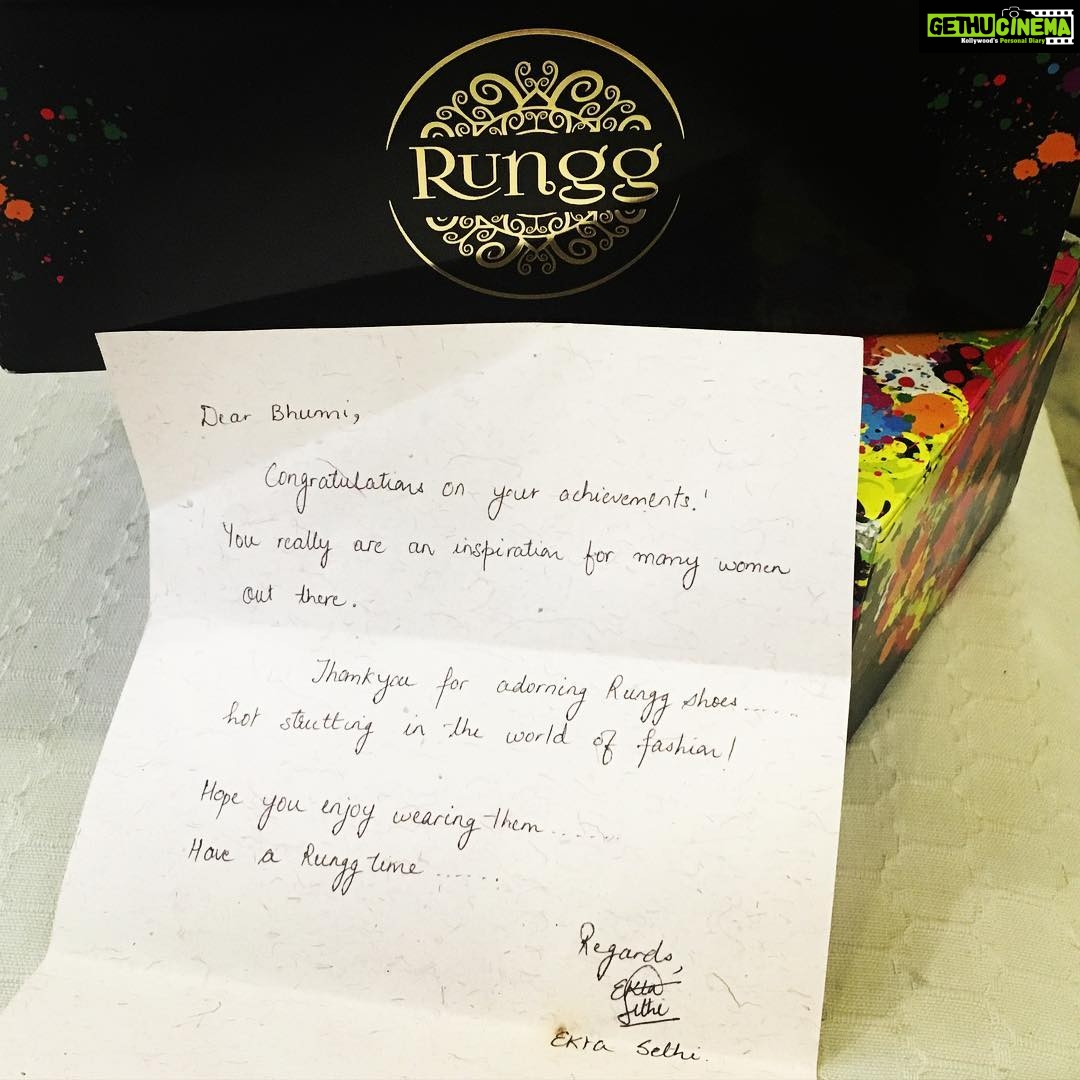 GETHUCINEMA
Kollywood's Personal Diary
Rungg
Dear Bhumi,
Congratulations on your achievements!
You really are an inspiration for many women
out there.
Thankyou for adorning Rungg shoes......
hot strutting in the world of fashion!
Hope you enjoy wearing them........
Have a Rungg time......
Regards,
Ekta
Sethi
Ekta Sethi.